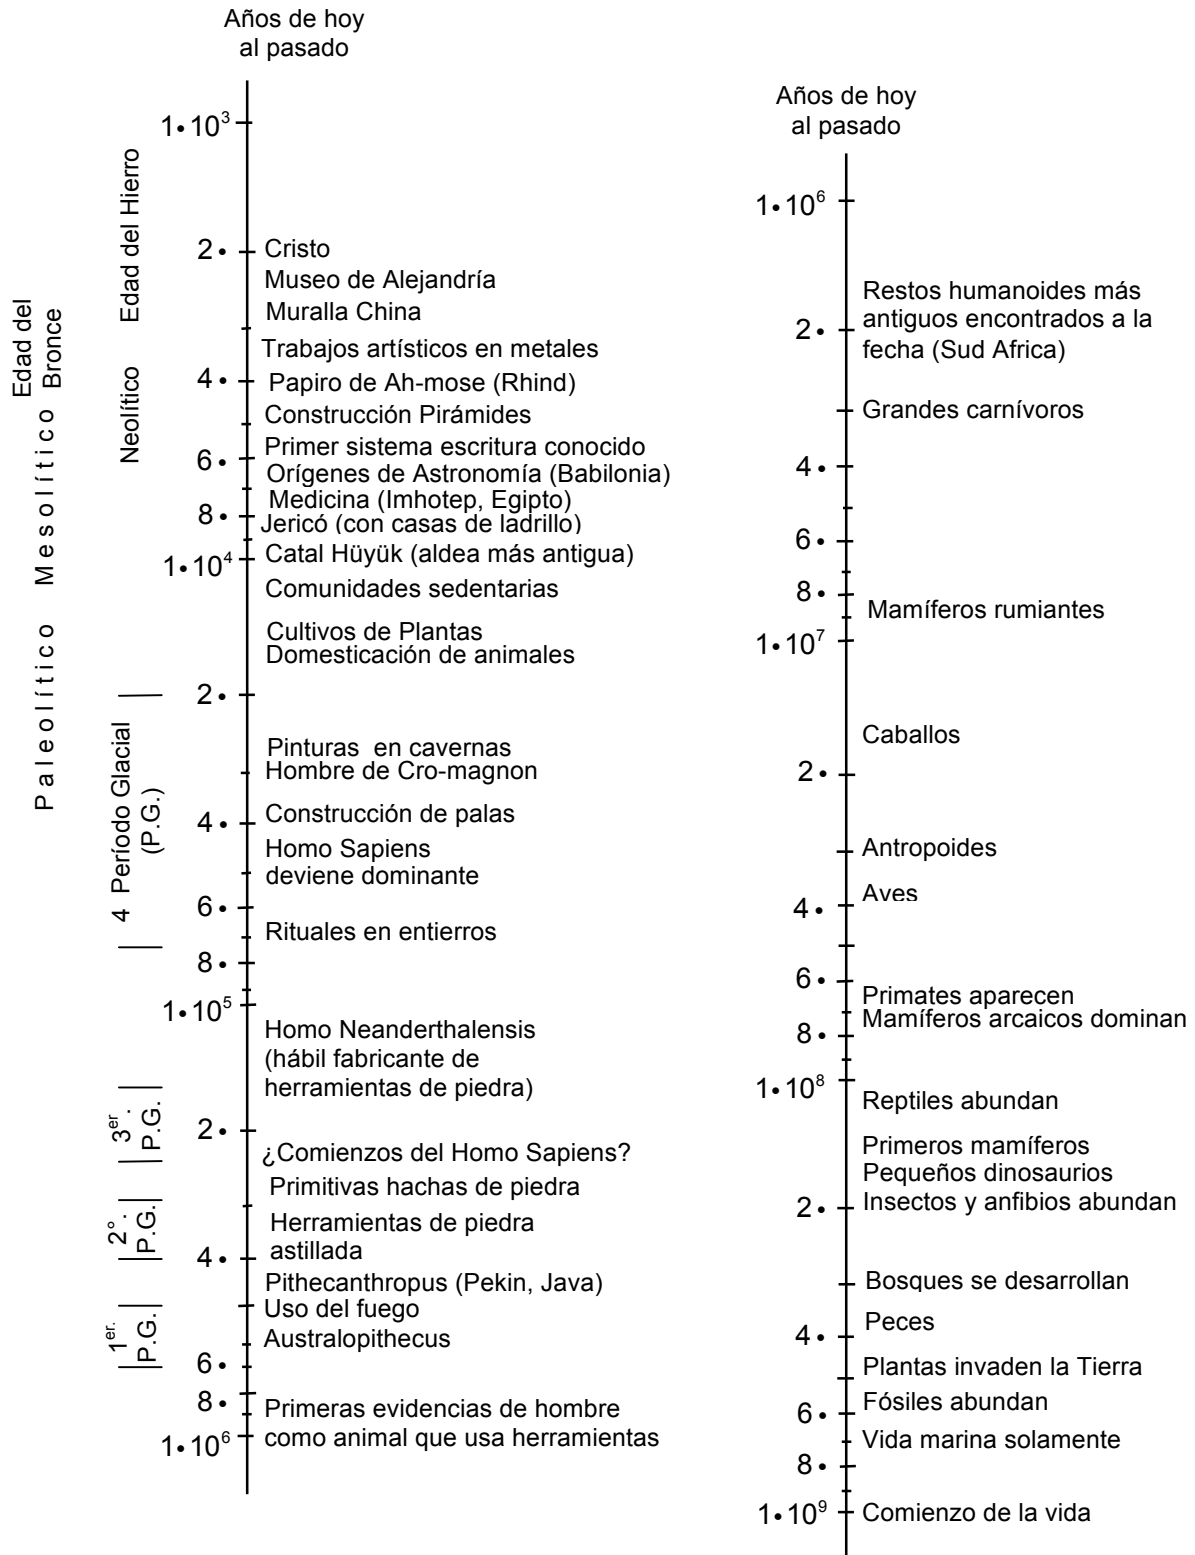 Años de hoy
al pasado
1•10³
2• Cristo
Museo de Alejandría
Muralla China
Trabajos artísticos en metales
4• Papiro de Ah-mose (Rhind)
Construcción Pirámides
Primer sistema escritura conocido
6• Orígenes de Astronomía (Babilonia)
Medicina (Imhotep, Egipto)
8• Jericó (con casas de ladrillo)
1•10⁴ Catal Hüyük (aldea más antigua)
Comunidades sedentarias
Cultivos de Plantas
Domesticación de animales
2•
Pinturas en cavernas
Hombre de Cro-magnon
4• Construcción de palas
Homo Sapiens
deviene dominante
6•
Rituales en entierros
8•
1•10⁵
Homo Neanderthalensis
(hábil fabricante de
herramientas de piedra)
2•
¿Comienzos del Homo Sapiens?
Primitivas hachas de piedra
Herramientas de piedra
astillada
4•
Pithecanthropus (Pekin, Java)
Uso del fuego
Australopithecus
6•
8• Primeras evidencias de hombre
1•10⁶ como animal que usa herramientas
Edad del Hierro
Neolítico
Edad del
Bronce
Mesolítico
Paleolítico
4 Período Glacial
(P.G.)
3er.
P.G.
2°.
P.G.
1er.
P.G.
Años de hoy
al pasado
1•10⁶
Restos humanoides más
2• antiguos encontrados a la
fecha (Sud Africa)
Grandes carnívoros
4•
6•
8•
Mamíferos rumiantes
1•10⁷
Caballos
2•
Antropoides
Aves
4•
6•
Primates aparecen
Mamíferos arcaicos dominan
8•
1•10⁸
Reptiles abundan
Primeros mamíferos
Pequeños dinosaurios
2• Insectos y anfibios abundan
Bosques se desarrollan
Peces
4•
Plantas invaden la Tierra
Fósiles abundan
6•
Vida marina solamente
8•
1•10⁹ Comienzo de la vida